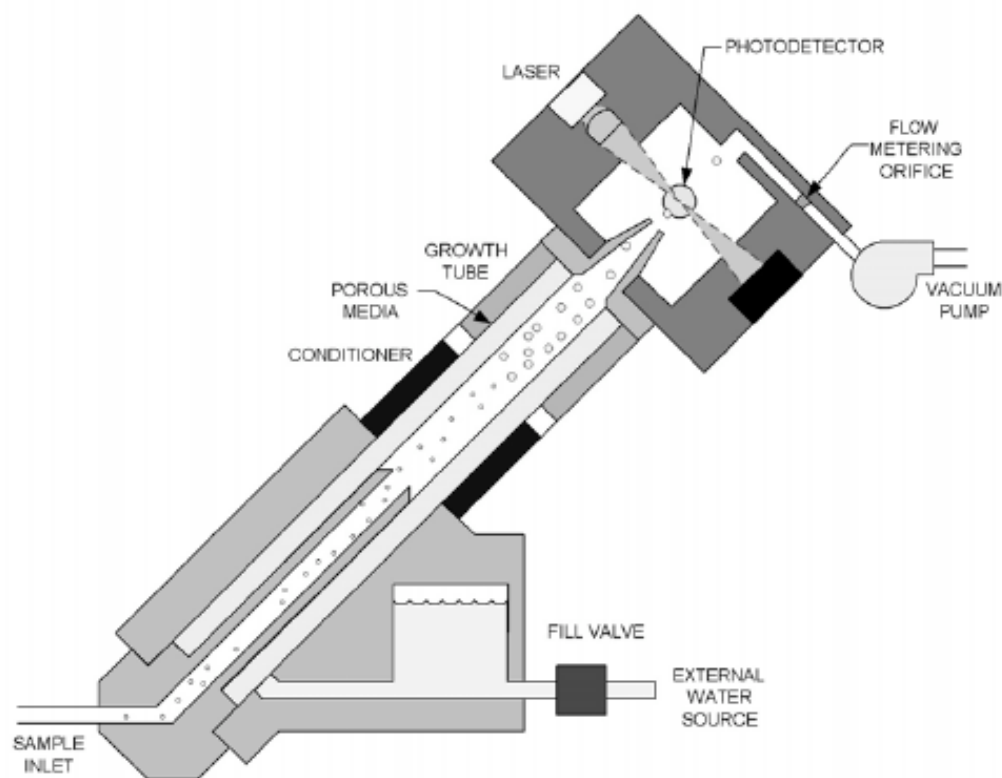 PHOTODETECTOR
LASER
FLOW
METERING
ORIFICE
GROWTH
TUBE
POROUS
MEDIA
VACUUM
PUMP
CONDITIONER
FILL VALVE
EXTERNAL
WATER
SOURCE
SAMPLE
INLET